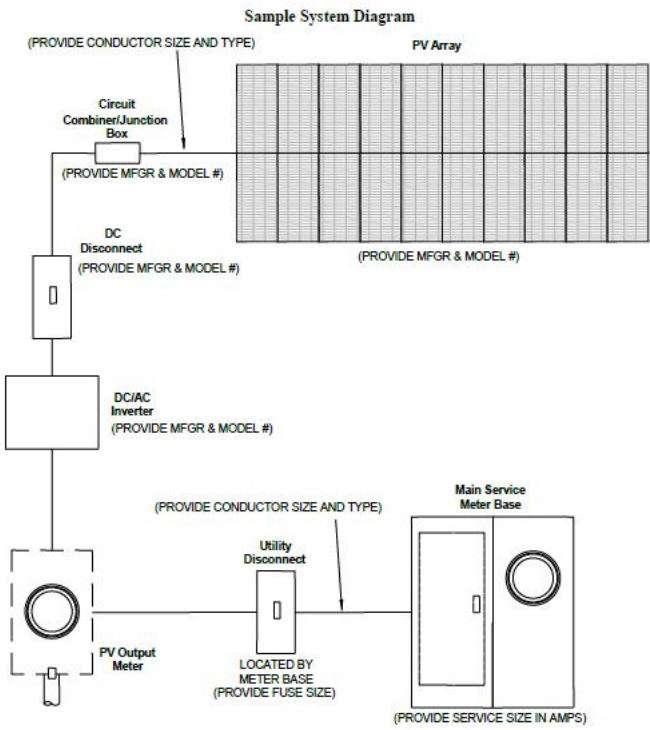 Sample System Diagram
(PROVIDE CONDUCTOR SIZE AND TYPE)
PV Array
Circuit
Combiner/Junction
Box
(PROVIDE MFGR & MODEL #)
DC
Disconnect
(PROVIDE MFGR & MODEL #)
(PROVIDE MFGR & MODEL #)
DC/AC
Inverter
(PROVIDE MFGR & MODEL #)
Main Service
Meter Base
(PROVIDE CONDUCTOR SIZE AND TYPE)
Utility
Disconnect
PV Output
Meter
LOCATED BY
METER BASE
(PROVIDE FUSE SIZE)
(PROVIDE SERVICE SIZE IN AMPS)